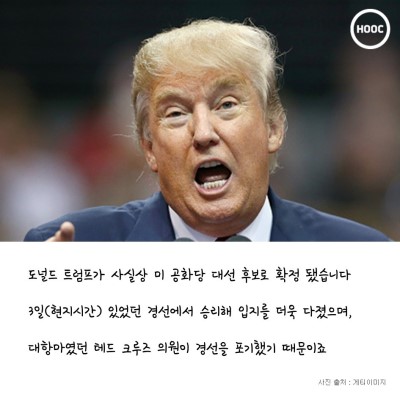 HOOC
도널드 트럼프가 사실상 미 공화당 대선 후보로 확정 됐습니다
3일(현지시간) 있었던 경선에서 승리해 입지를 더욱 다졌으며,
대항마였던 테드 크루즈 의원이 경선을 포기했기 때문이죠
사진 출처 : 게티이미지